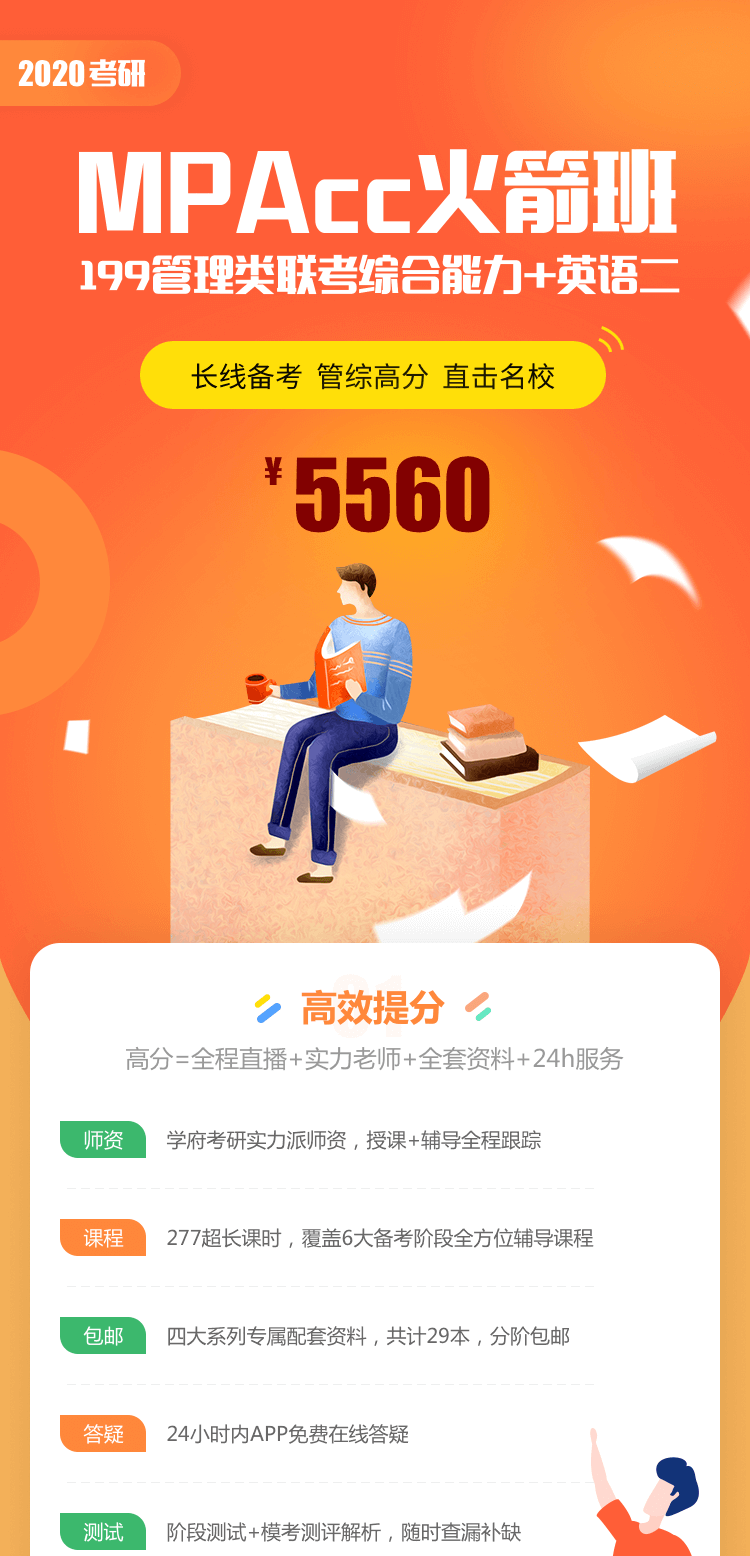 2020考研
MPAcc火箭班
199管理类联考综合能力+英语二
长线备考 管综高分 直击名校
¥5560
高效提分
高分=全程直播+实力老师+全套资料+24h服务
师资 学府考研实力派师资，授课+辅导全程跟踪
课程 277超长课时，覆盖6大备考阶段全方位辅导课程
包邮 四大系列专属配套资料，共计29本，分阶包邮
答疑 24小时内APP免费在线答疑
测试 阶段测试+模考测评解析，随时查漏补缺